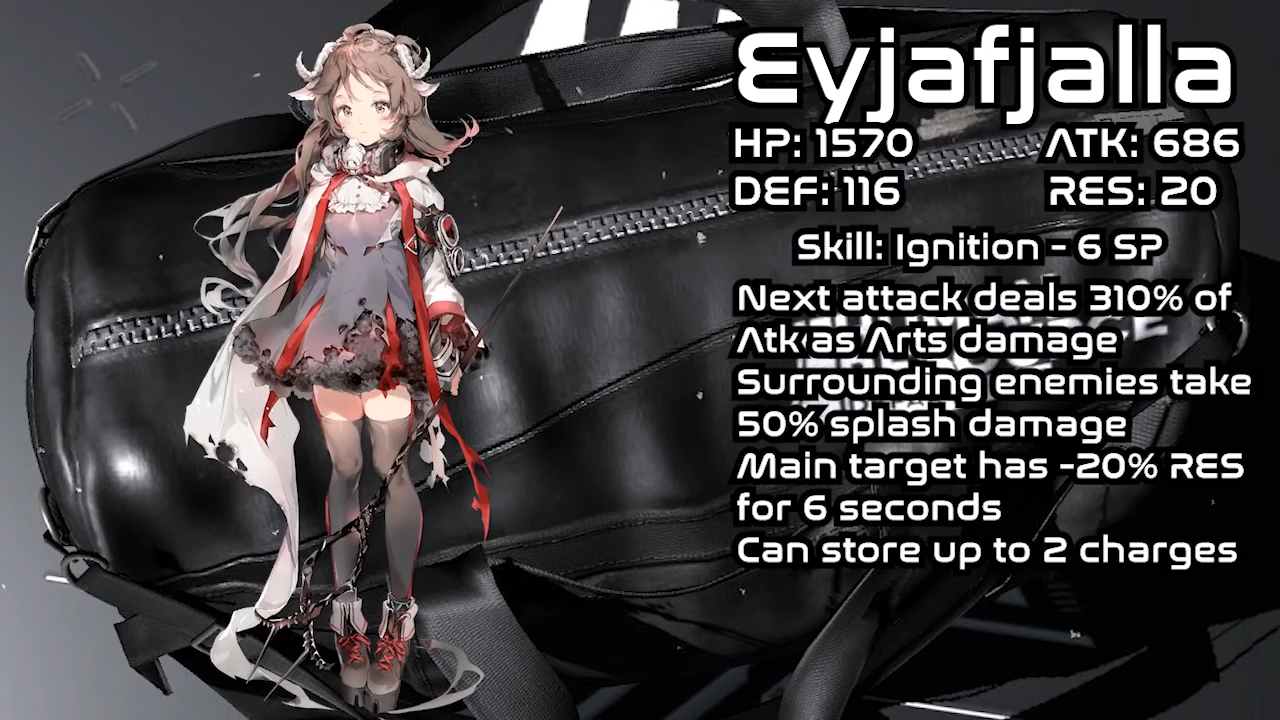 Eyjafjalla
HP: 1570 ATK: 686
DEF: 116 RES: 20
Skill: Ignition - 6 SP
Next attack deals 310% of
Atk as Arts damage
Surrounding enemies take
50% splash damage
Main target has -20% RES
for 6 seconds
Can store up to 2 charges